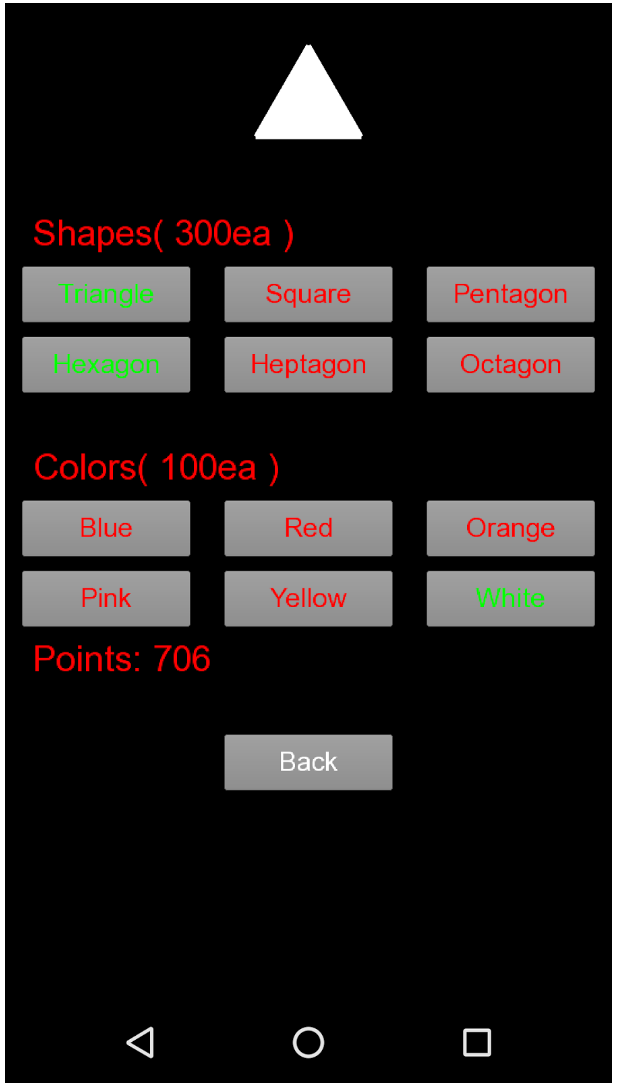 Shapes( 300ea )
Triangle Square Pentagon
Hexagon Heptagon Octagon
Colors( 100ea )
Blue Red Orange
Pink Yellow White
Points: 706
Back